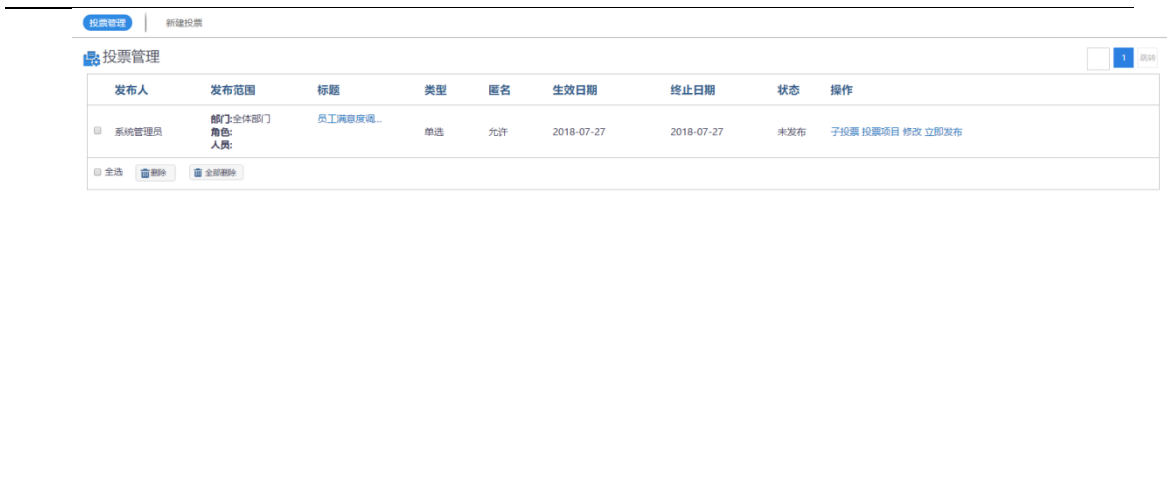 投票管理 新建投票
投票管理 1 跳转
发布人 发布范围 标题 类型 匿名 生效日期 终止日期 状态 操作
系统管理员 部门:全体部门 员工满意度调... 单选 允许 2018-07-27 2018-07-27 未发布 子投票 投票项目 修改 立即发布
角色:
人员:
全选 删除 全部删除